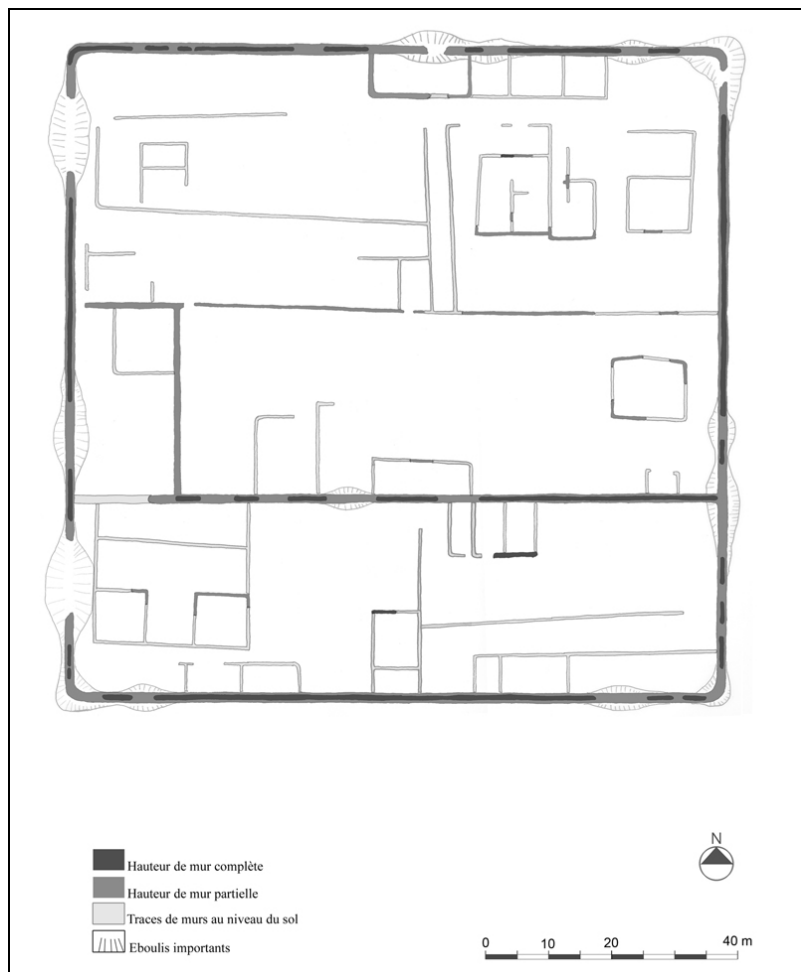 Hauteur de mur complète
Hauteur de mur partielle
Traces de murs au niveau du sol
Eboulis importants
N
0 10 20 40 m